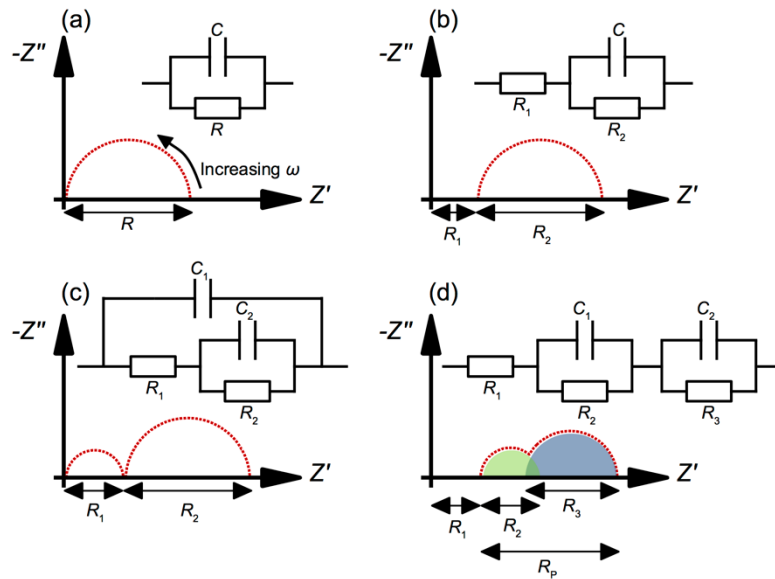 (a)
-Z"
C
R
Increasing ω
Z'
R
(b)
-Z"
C
R1
R2
Z'
R1
R2
(c)
C1
-Z"
C2
R1
R2
Z'
R1
R2
(d)
-Z"
C1
C2
R1
R2
R3
Z'
R1
R2
R3
RP